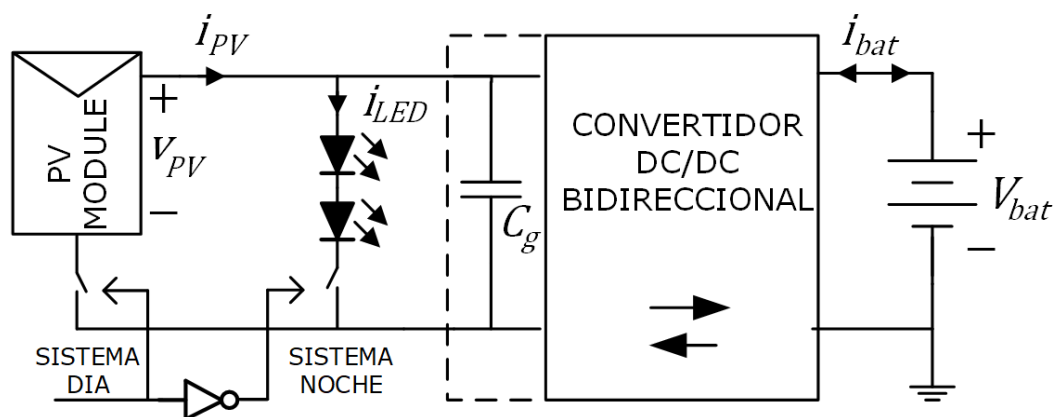 i_PV
i_bat
PV
MODULE
+
v_PV
−
i_LED
C_g
CONVERTIDOR
DC/DC
BIDIRECCIONAL
+
V_bat
−
SISTEMA
DIA
SISTEMA
NOCHE